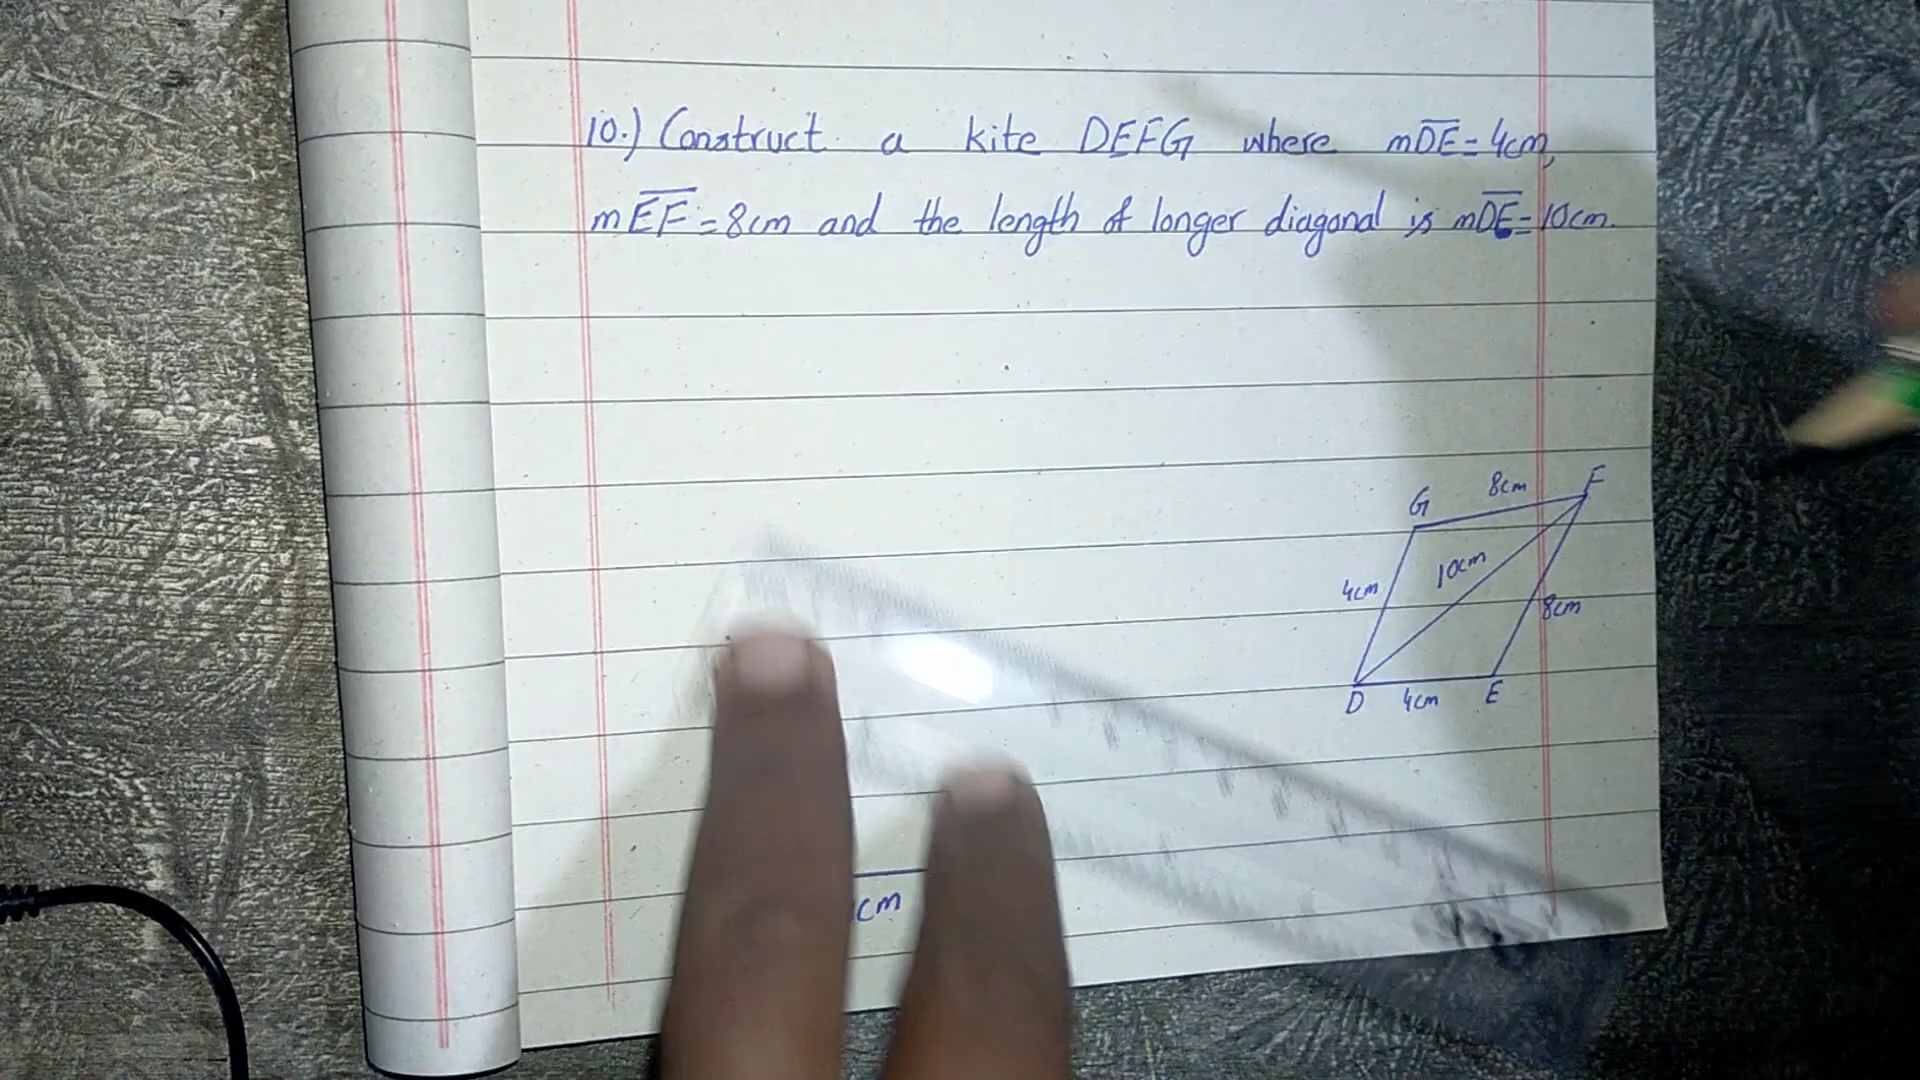 10.) Construct a kite DEFG where mDE = 4cm,
mEF = 8cm and the length of longer diagonal is mDE = 10cm.
G 8cm F
4cm 10cm 8cm
D 4cm E
cm